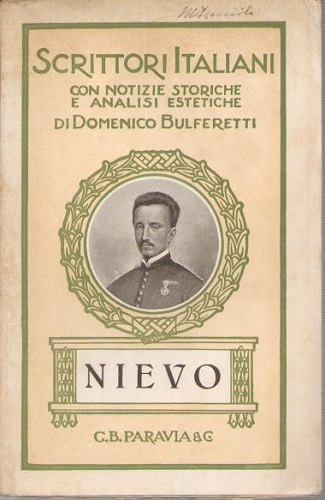 SCRITTORI ITALIANI
CON NOTIZIE STORICHE
E ANALISI ESTETICHE
DI DOMENICO BULFERETTI
NIEVO
G.B. PARAVIA & C